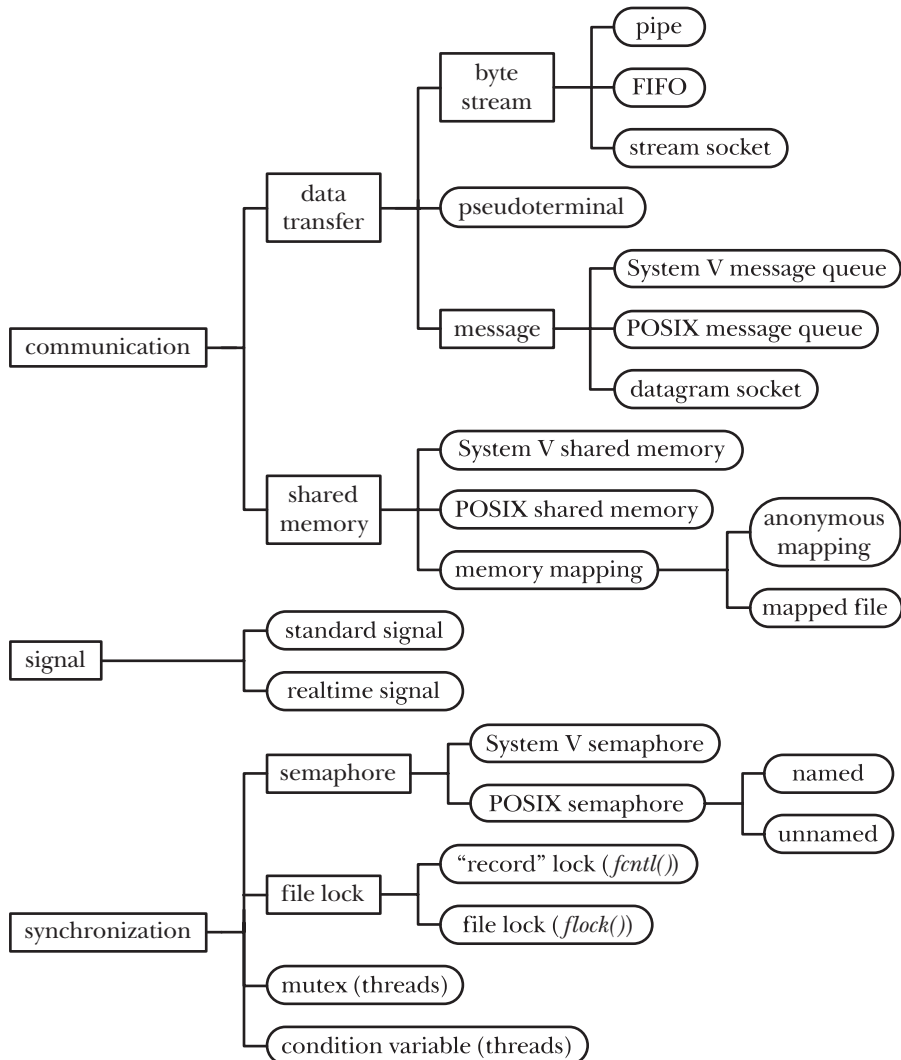 pipe
byte
stream
FIFO
stream socket
data
transfer
pseudoterminal
System V message queue
message
POSIX message queue
datagram socket
communication
System V shared memory
shared
memory
POSIX shared memory
memory mapping
anonymous
mapping
mapped file
signal
standard signal
realtime signal
semaphore
System V semaphore
POSIX semaphore
named
unnamed
“record” lock (fcntl())
file lock
file lock (flock())
synchronization
mutex (threads)
condition variable (threads)